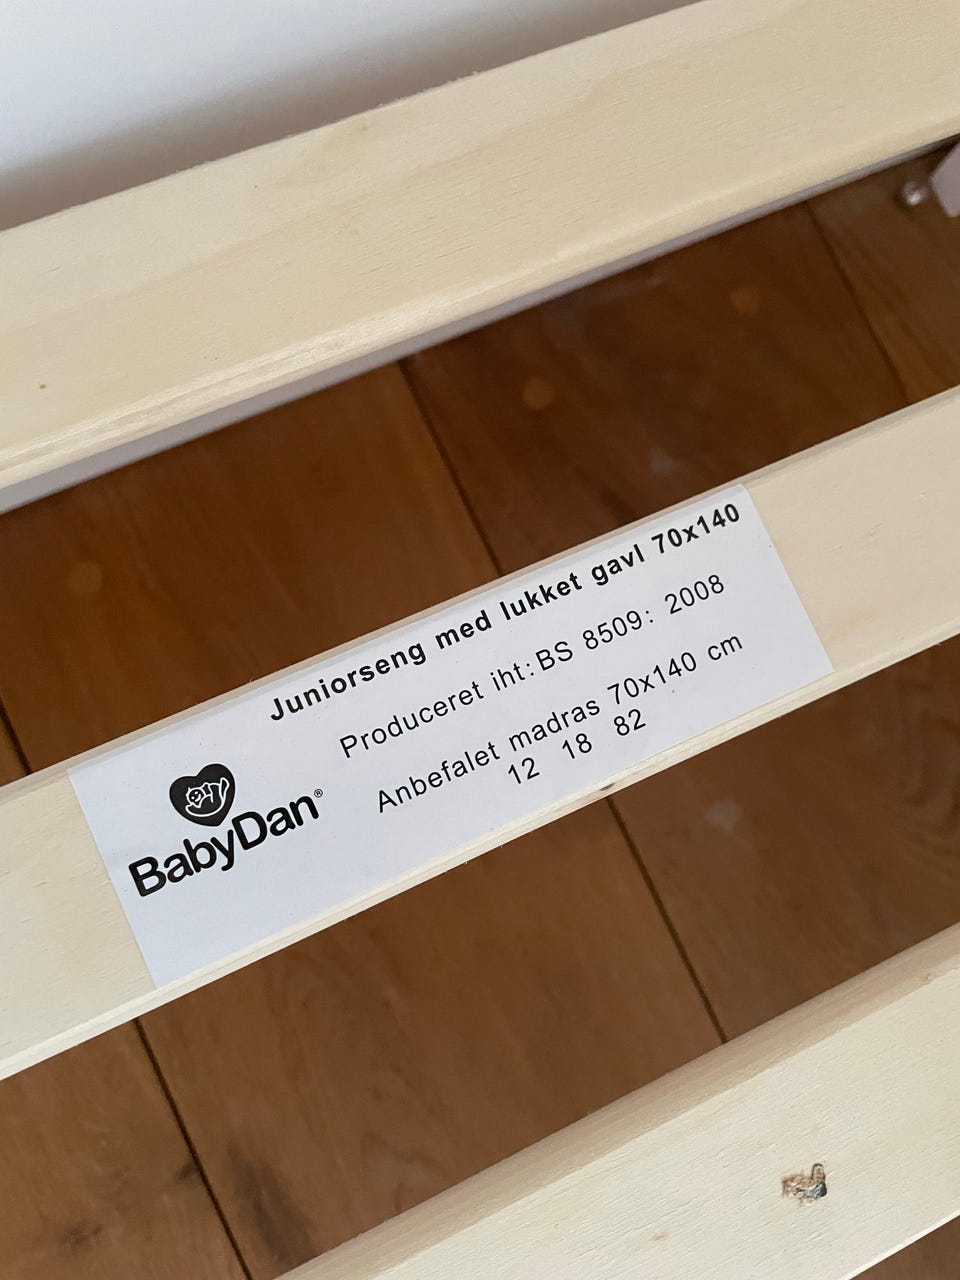 Juniorseng med lukket gavl 70x140
Produceret iht: BS 8509: 2008
Anbefalet madras 70x140 cm
12 18 82
BabyDan®